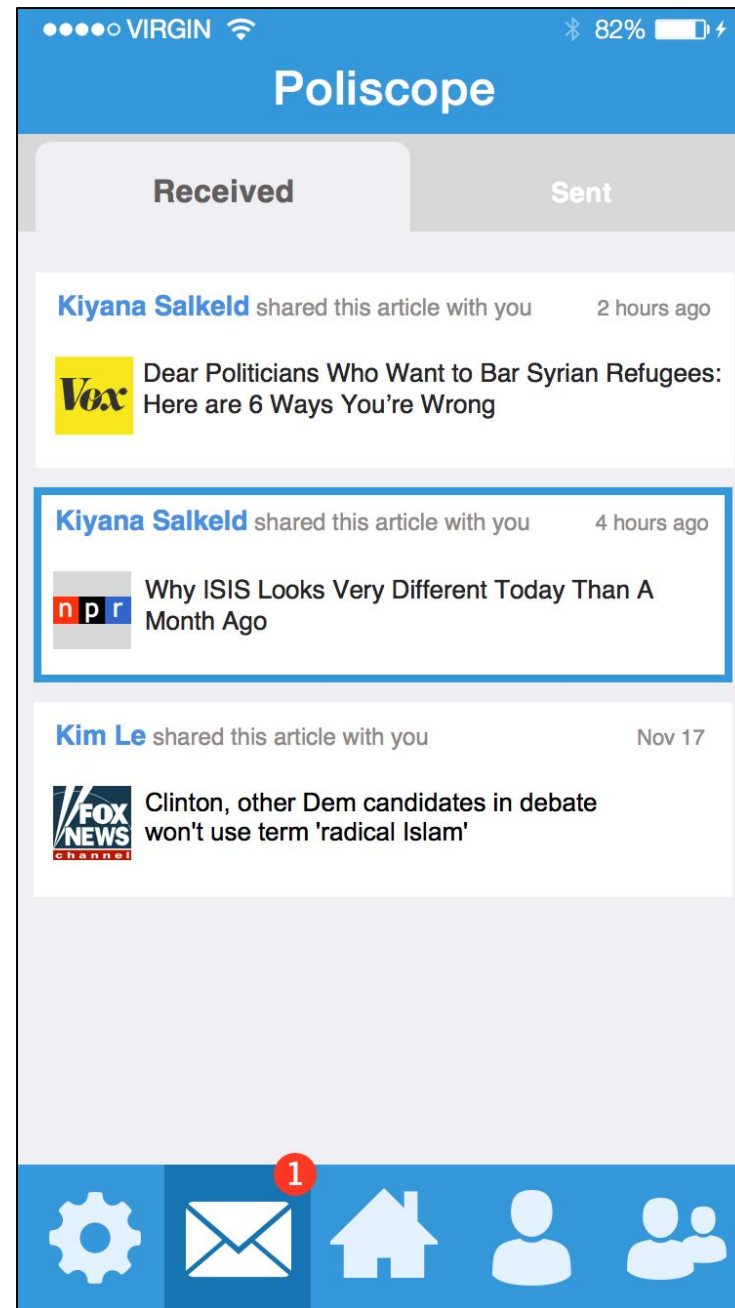 VIRGIN 82%
Poliscope
Received Sent
Kiyana Salkeld shared this article with you 2 hours ago
Vox
Dear Politicians Who Want to Bar Syrian Refugees:
Here are 6 Ways You’re Wrong
Kiyana Salkeld shared this article with you 4 hours ago
npr
Why ISIS Looks Very Different Today Than A
Month Ago
Kim Le shared this article with you Nov 17
FOX
NEWS
channel
Clinton, other Dem candidates in debate
won't use term 'radical Islam'
1